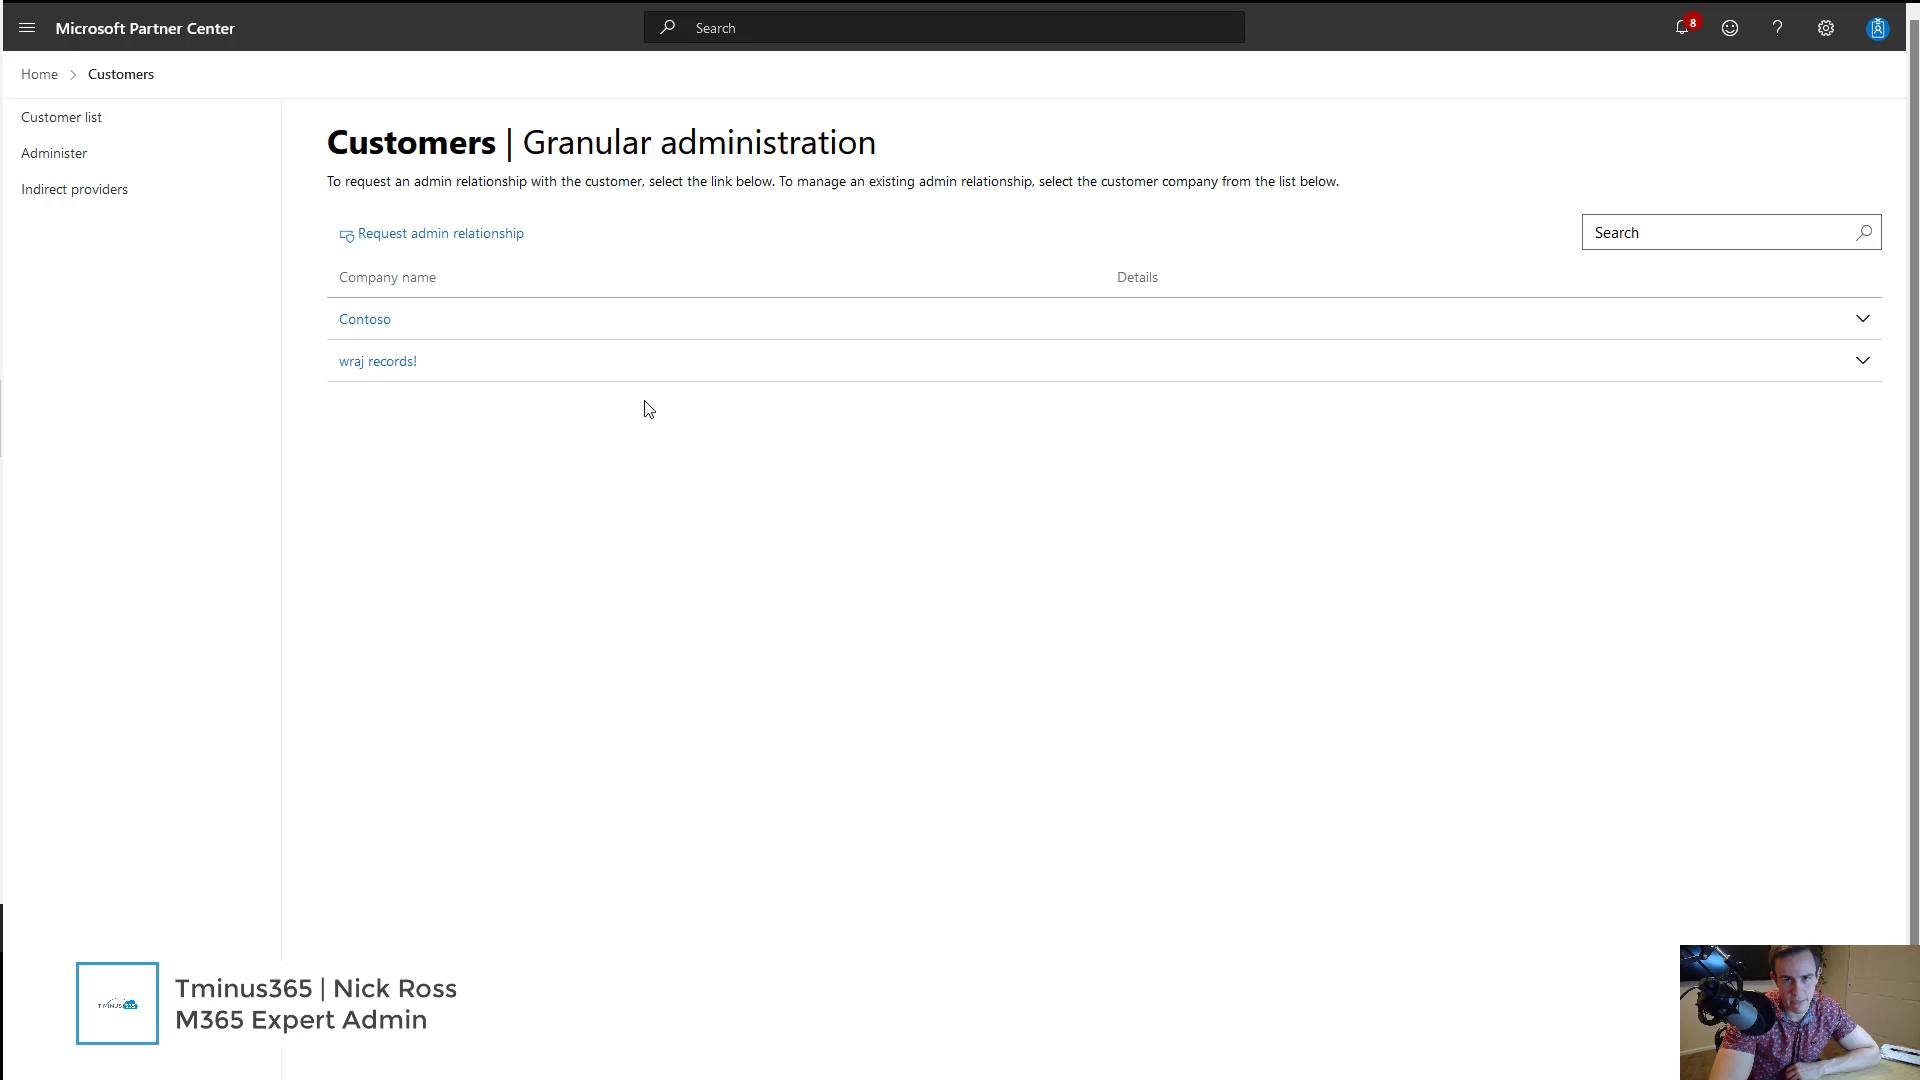 Microsoft Partner Center
Search
8
Home
Customers
Customer list
Administer
Indirect providers
Customers | Granular administration
To request an admin relationship with the customer, select the link below. To manage an existing admin relationship, select the customer company from the list below.
Request admin relationship
Search
Company name
Details
Contoso
wraj records!
TMINUS365
Tminus365 | Nick Ross
M365 Expert Admin